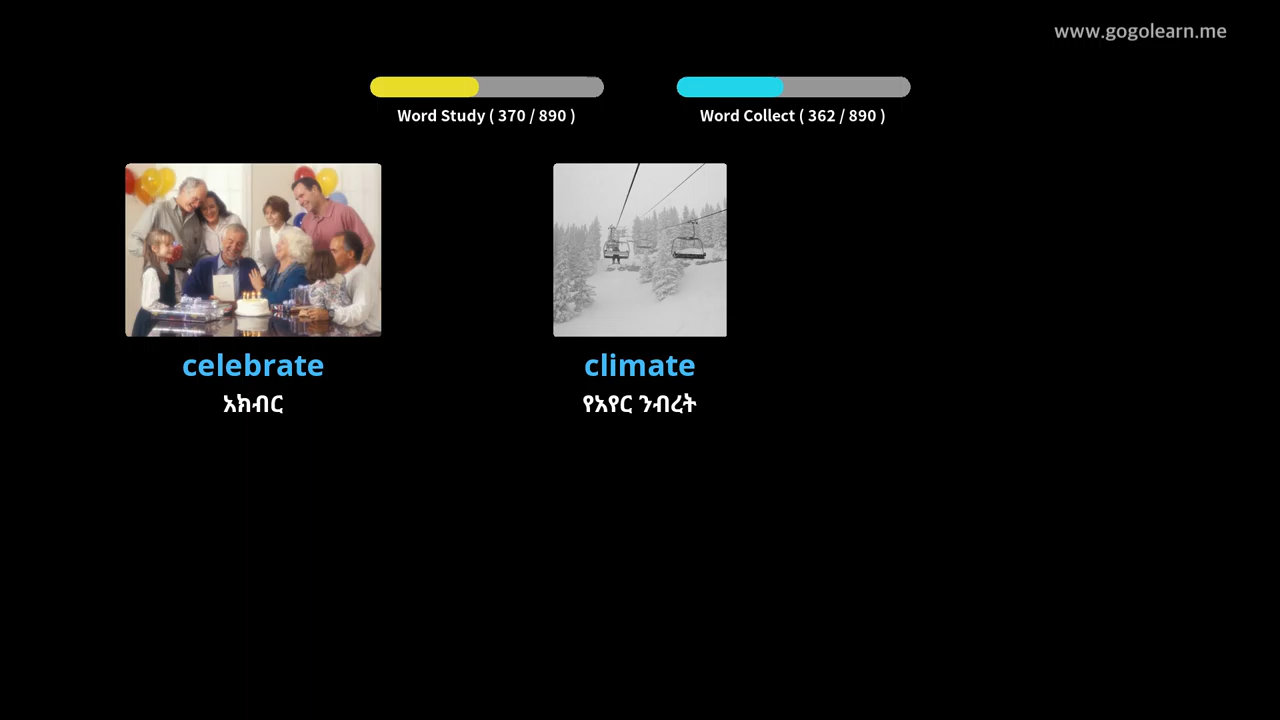 www.gogolearn.me
Word Study ( 370 / 890 )
Word Collect ( 362 / 890 )
celebrate
አክብር
climate
የአየር ንብረት